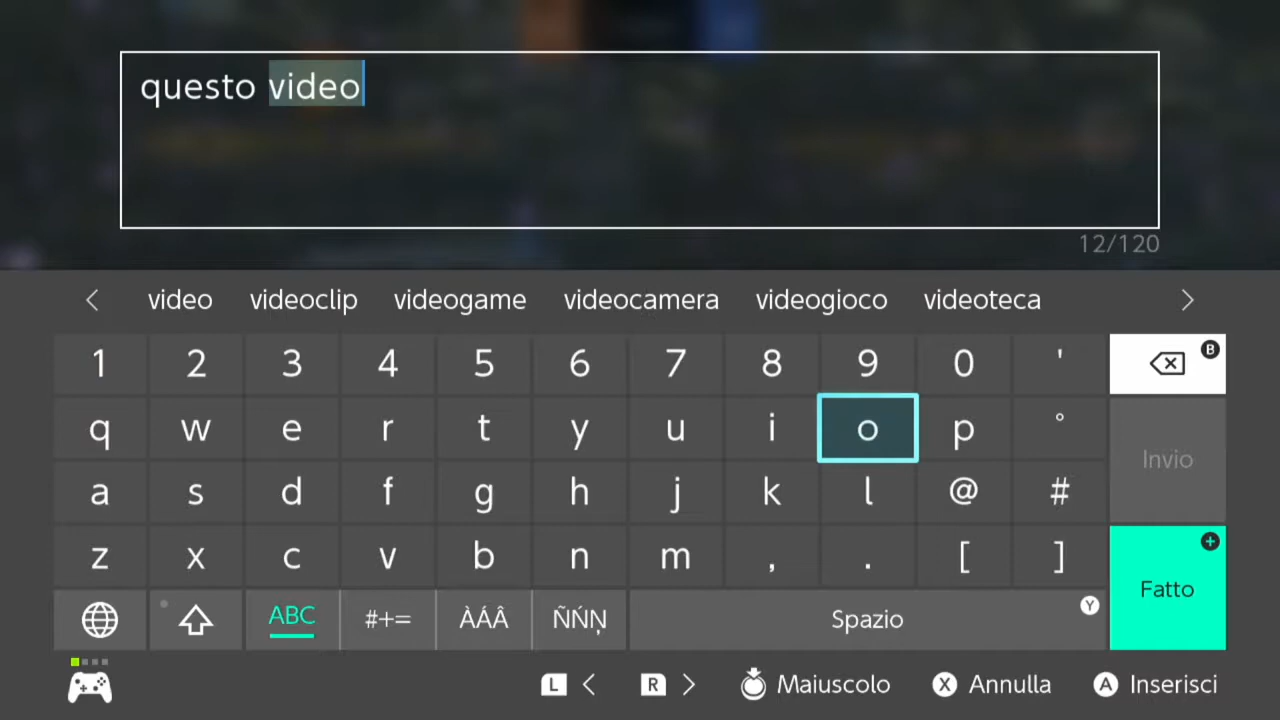 questo video
12/120
video videoclip videogame videocamera videogioco videoteca
1 2 3 4 5 6 7 8 9 0 ' B
q w e r t y u i o p °
Invio
a s d f g h j k l @ #
z x c v b n m , . [ ]
+
Fatto
ABC #+= ÀÁÂ ÑŃŅ Spazio Y
L R Maiuscolo X Annulla A Inserisci